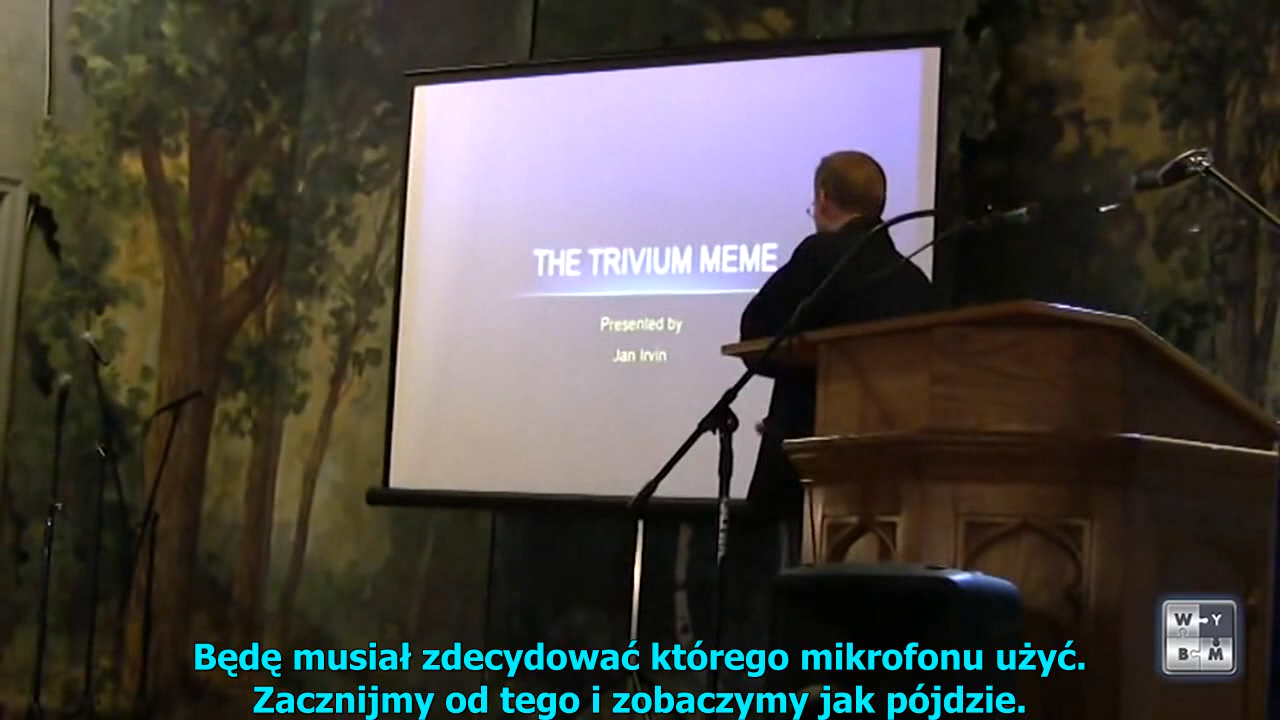 THE TRIVIUM MEME
Presented by
Jan Irvin
W Y
B M
Będę musiał zdecydować którego mikrofonu użyć.
Zacznijmy od tego i zobaczymy jak pójdzie.